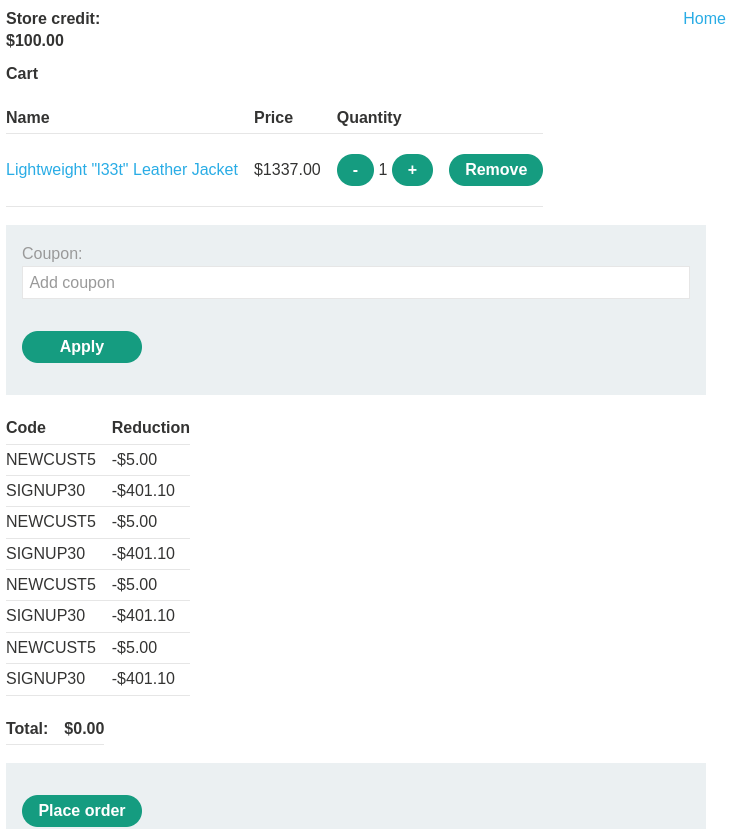 Store credit: Home
$100.00
Cart
Name Price Quantity
Lightweight "l33t" Leather Jacket $1337.00 - 1 + Remove
Coupon:
Add coupon
Apply
Code Reduction
NEWCUST5 -$5.00
SIGNUP30 -$401.10
NEWCUST5 -$5.00
SIGNUP30 -$401.10
NEWCUST5 -$5.00
SIGNUP30 -$401.10
NEWCUST5 -$5.00
SIGNUP30 -$401.10
Total: $0.00
Place order